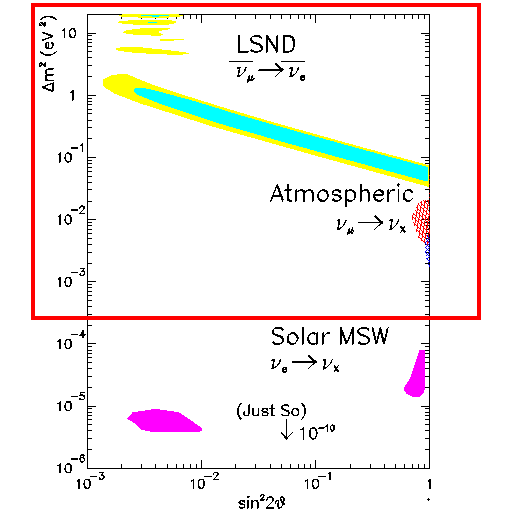 Δm² (eV²)
10
LSND
ν̅μ → ν̅e
1
10⁻¹
Atmospheric
10⁻²
νμ → νx
10⁻³
Solar MSW
10⁻⁴
νe → νx
10⁻⁵
(Just So)
↓ 10⁻¹⁰
10⁻⁶
10⁻³ 10⁻² 10⁻¹ 1
sin²2ϑ